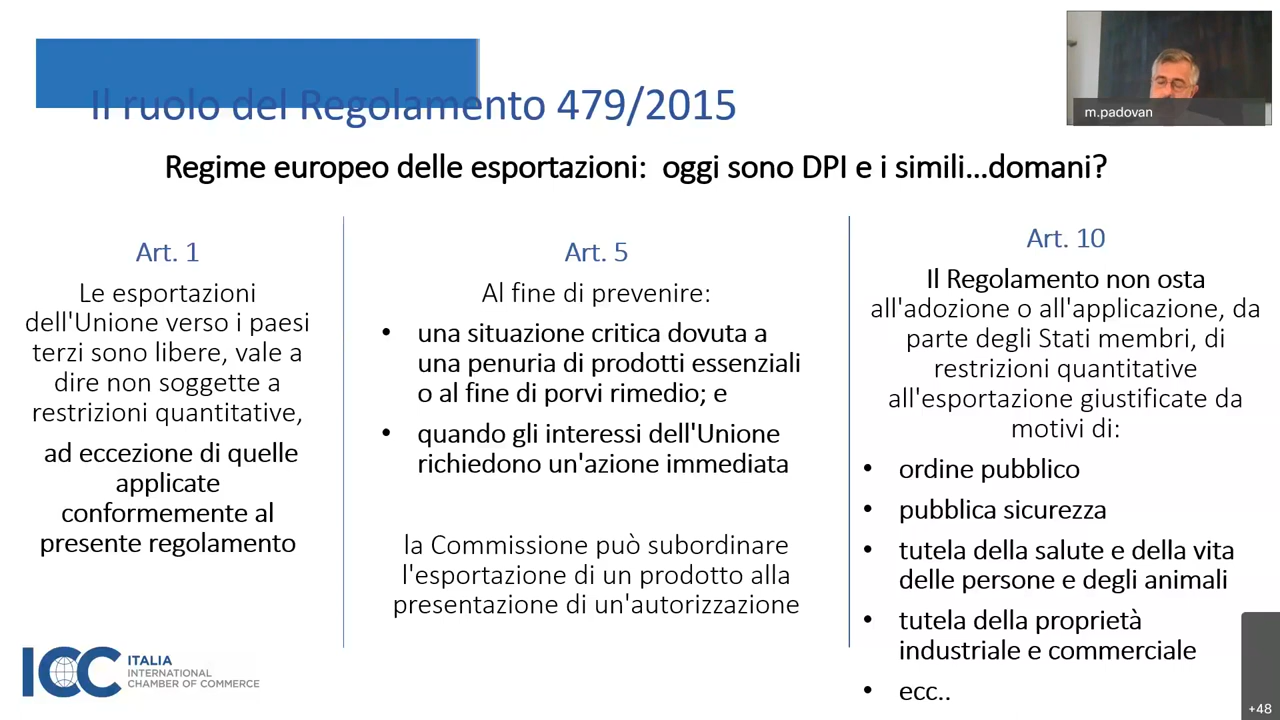 Il ruolo del Regolamento 479/2015
m.padovan
Regime europeo delle esportazioni: oggi sono DPI e i simili...domani?
Art. 1
Le esportazioni
dell'Unione verso i paesi
terzi sono libere, vale a
dire non soggette a
restrizioni quantitative,
ad eccezione di quelle
applicate
conformemente al
presente regolamento
Art. 5
Al fine di prevenire:
• una situazione critica dovuta a
una penuria di prodotti essenziali
o al fine di porvi rimedio; e
• quando gli interessi dell'Unione
richiedono un'azione immediata
la Commissione può subordinare
l'esportazione di un prodotto alla
presentazione di un'autorizzazione
Art. 10
Il Regolamento non osta
all'adozione o all'applicazione, da
parte degli Stati membri, di
restrizioni quantitative
all'esportazione giustificate da
motivi di:
• ordine pubblico
• pubblica sicurezza
• tutela della salute e della vita
delle persone e degli animali
• tutela della proprietà
industriale e commerciale
• ecc..
ICC ITALIA
INTERNATIONAL
CHAMBER OF COMMERCE
+48